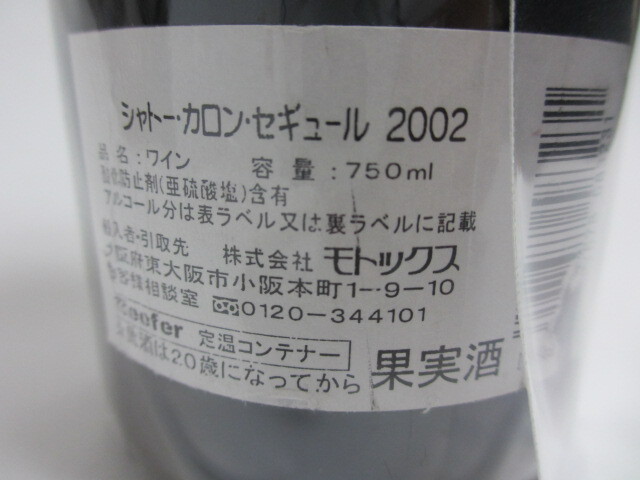 シャトー・カロン・セギュール 2002
品名:ワイン 容量:750ml
酸化防止剤(亜硫酸塩)含有
アルコール分は表ラベル又は裏ラベルに記載
輸入者・引取先 株式会社 モトックス
大阪府東大阪市小阪本町1-9-10
お客様相談室 0120-344101
Reefer 定温コンテナー
お酒は20歳になってから 果実酒